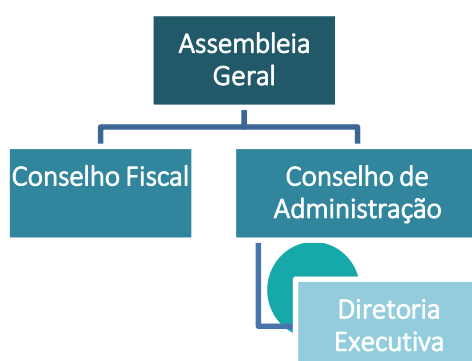 Assembleia
Geral
Conselho Fiscal
Conselho de
Administração
Diretoria
Executiva